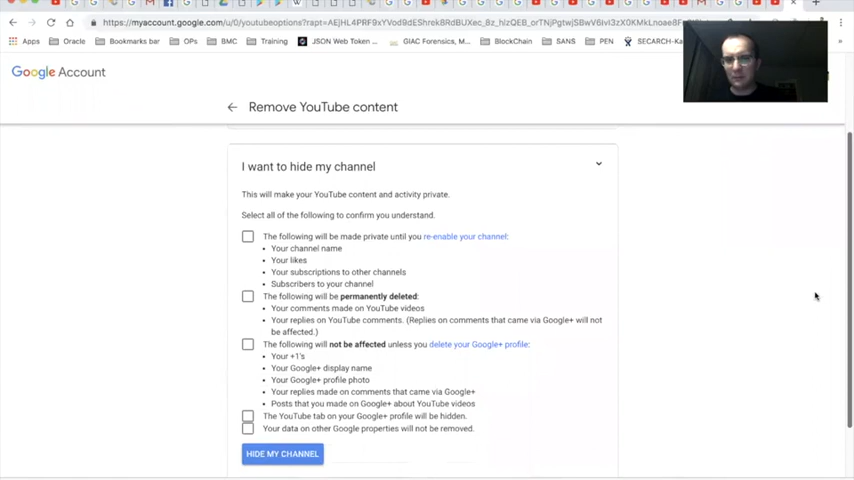 https://myaccount.google.com/u/0/youtubeoptions?rapt=
Apps Oracle Bookmarks bar OPs BMC Training JSON Web Token ... GIAC Forensics, M... BlockChain SANS PEN SECARCH-Ka
Google Account
Remove YouTube content
I want to hide my channel
This will make your YouTube content and activity private.
Select all of the following to confirm you understand.
The following will be made private until you re-enable your channel:
• Your channel name
• Your likes
• Your subscriptions to other channels
• Subscribers to your channel
The following will be permanently deleted:
• Your comments made on YouTube videos
• Your replies on YouTube comments. (Replies on comments that came via Google+ will not
be affected.)
The following will not be affected unless you delete your Google+ profile:
• Your +1's
• Your Google+ display name
• Your Google+ profile photo
• Your replies made on comments that came via Google+
• Posts that you made on Google+ about YouTube videos
The YouTube tab on your Google+ profile will be hidden.
Your data on other Google properties will not be removed.
HIDE MY CHANNEL